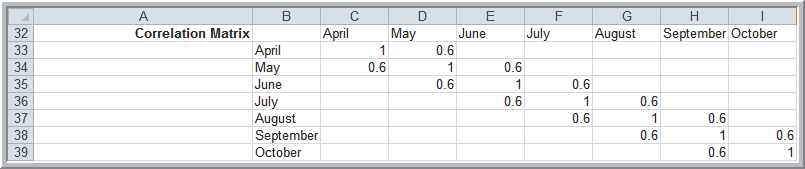 A B C D E F G H I
32 Correlation Matrix April May June July August September October
33 April 1 0.6
34 May 0.6 1 0.6
35 June 0.6 1 0.6
36 July 0.6 1 0.6
37 August 0.6 1 0.6
38 September 0.6 1 0.6
39 October 0.6 1